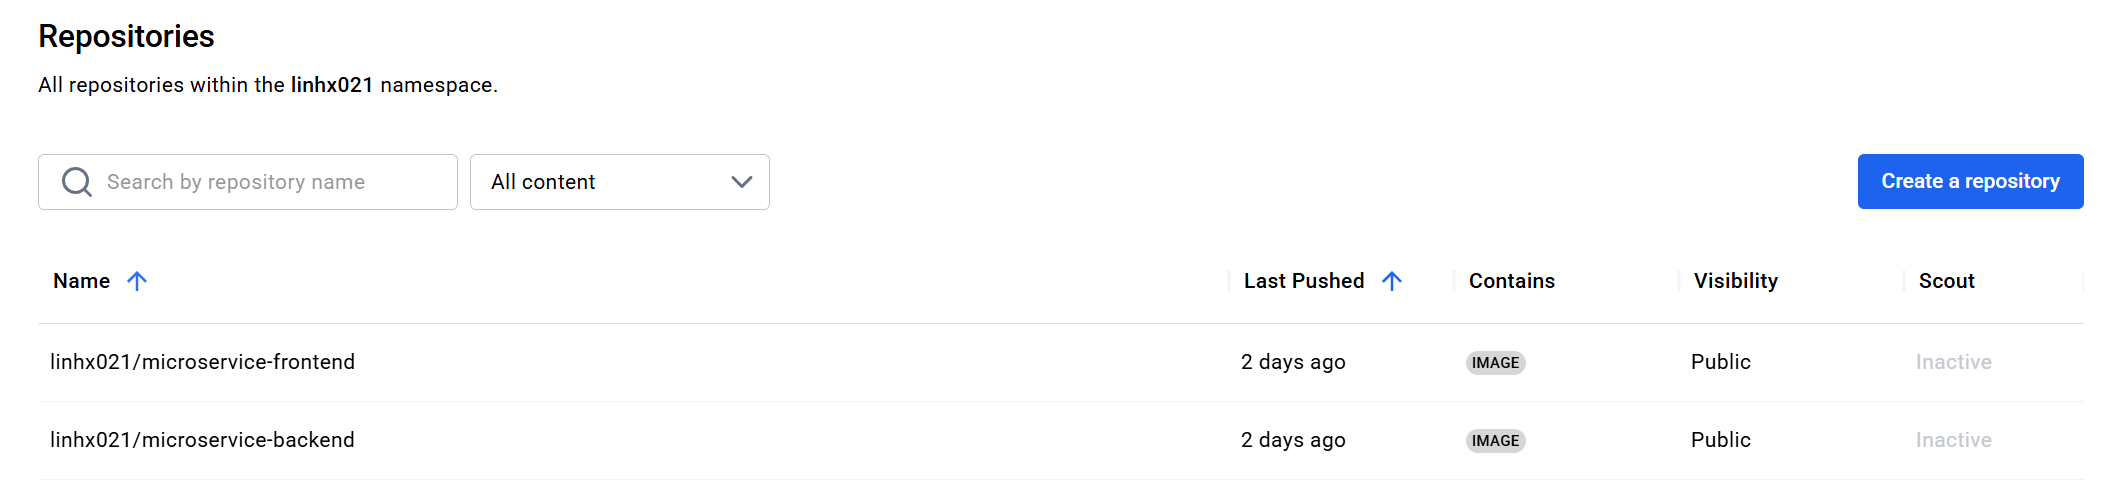 Repositories
All repositories within the linhx021 namespace.
Search by repository name
All content
Create a repository
Name Last Pushed Contains Visibility Scout
linhx021/microservice-frontend 2 days ago IMAGE Public Inactive
linhx021/microservice-backend 2 days ago IMAGE Public Inactive